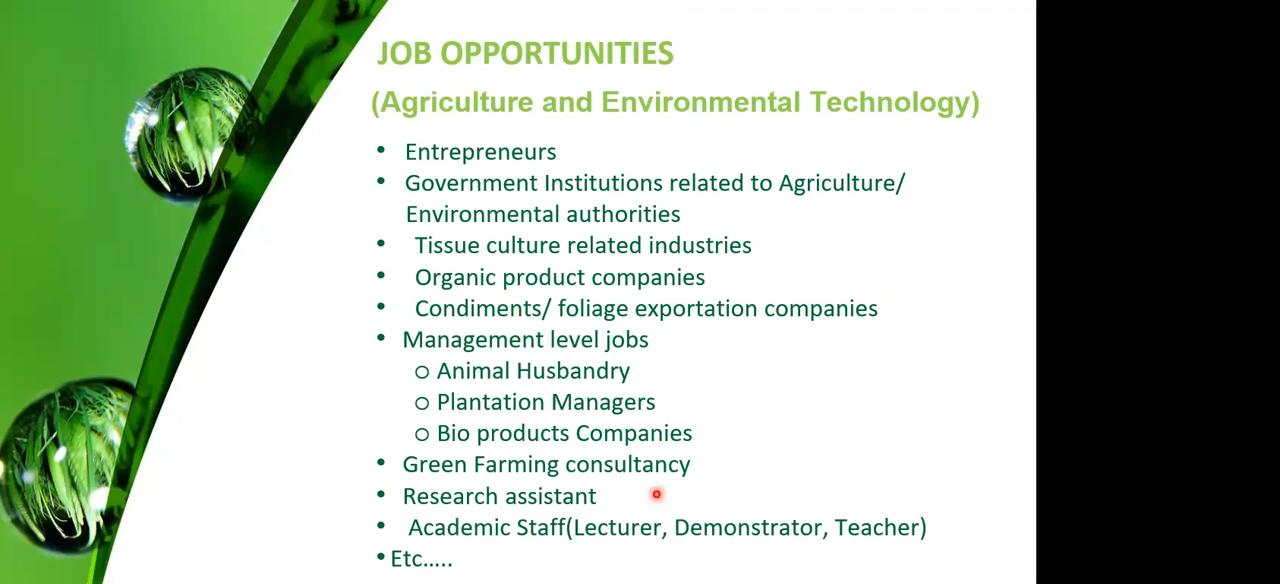 JOB OPPORTUNITIES
(Agriculture and Environmental Technology)
• Entrepreneurs
• Government Institutions related to Agriculture/
Environmental authorities
• Tissue culture related industries
• Organic product companies
• Condiments/ foliage exportation companies
• Management level jobs
○ Animal Husbandry
○ Plantation Managers
○ Bio products Companies
• Green Farming consultancy
• Research assistant
• Academic Staff(Lecturer, Demonstrator, Teacher)
• Etc…..